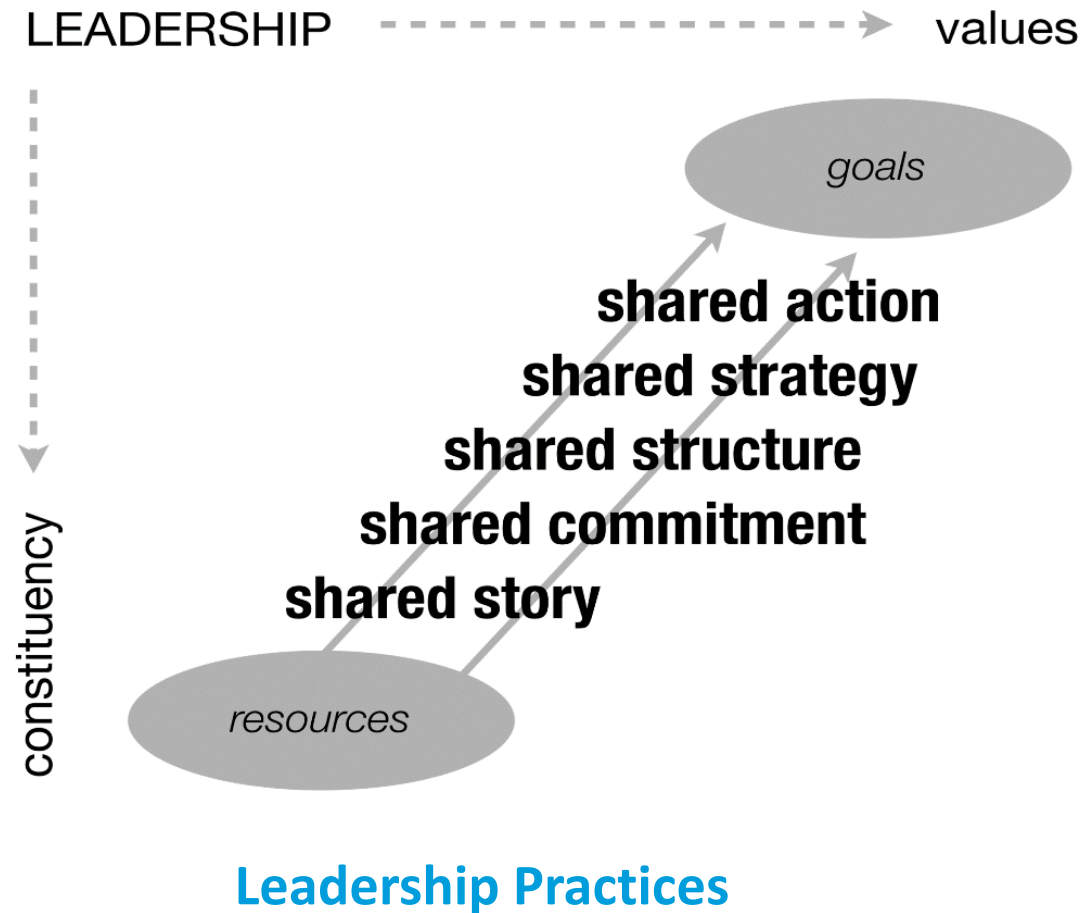 LEADERSHIP
values
goals
shared action
shared strategy
shared structure
shared commitment
shared story
constituency
resources
Leadership Practices